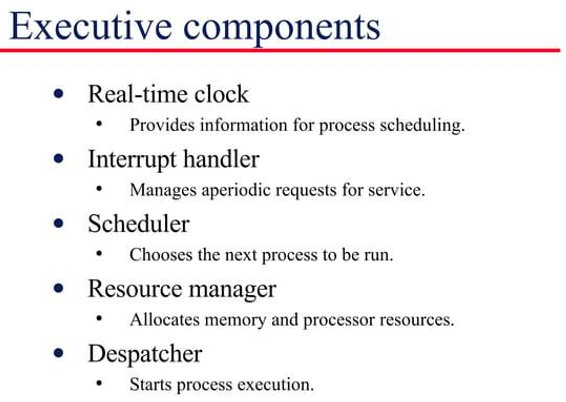 Executive components
• Real-time clock
• Provides information for process scheduling.
• Interrupt handler
• Manages aperiodic requests for service.
• Scheduler
• Chooses the next process to be run.
• Resource manager
• Allocates memory and processor resources.
• Despatcher
• Starts process execution.